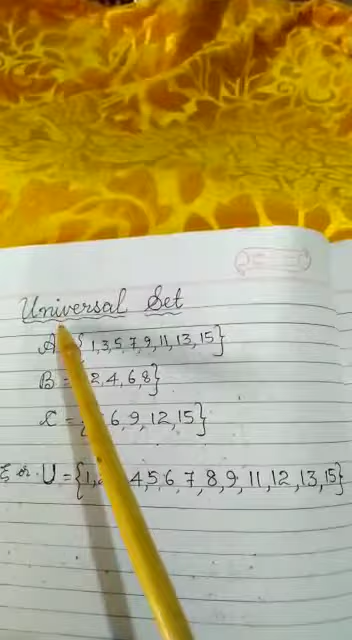 Universal Set
A = { 1, 3, 5, 7, 9, 11, 13, 15 }
B = 2, 4, 6, 8 }
C = { 6, 9, 12, 15 }
ξ or U = { 1, 4, 5, 6, 7, 8, 9, 11, 12, 13, 15 }